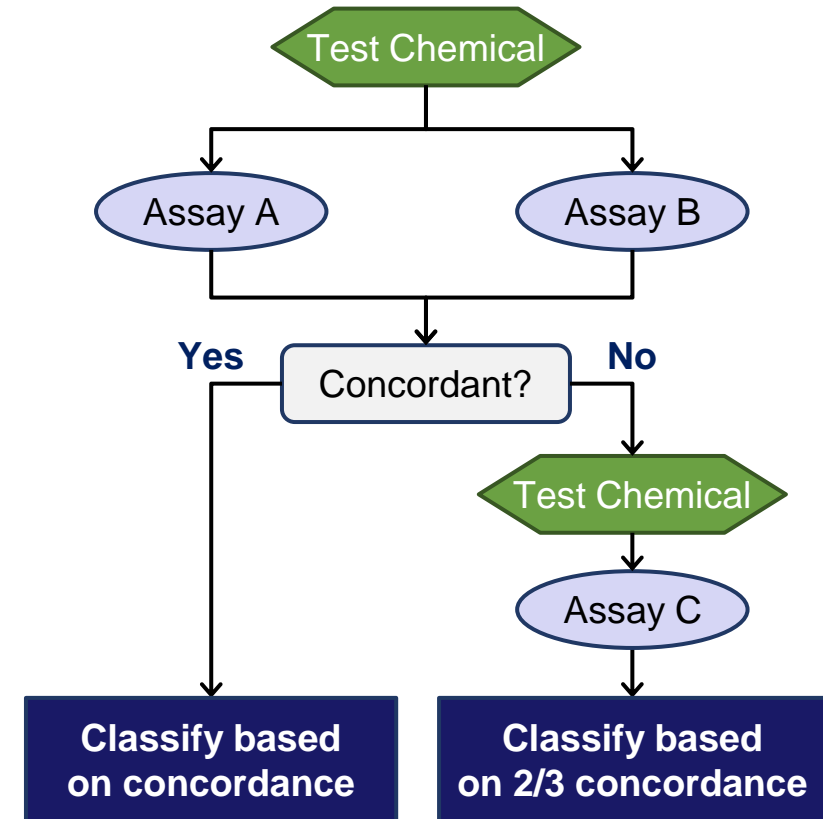 Test Chemical
Assay A
Assay B
Yes
No
Concordant?
Test Chemical
Assay C
Classify based
on concordance
Classify based
on 2/3 concordance